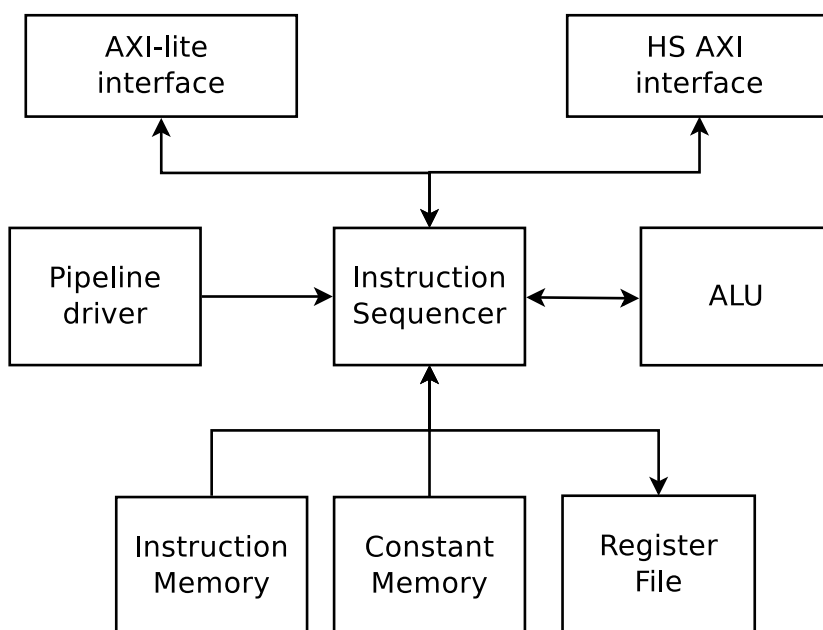 AXI-lite
interface
HS AXI
interface
Pipeline
driver
Instruction
Sequencer
ALU
Instruction
Memory
Constant
Memory
Register
File